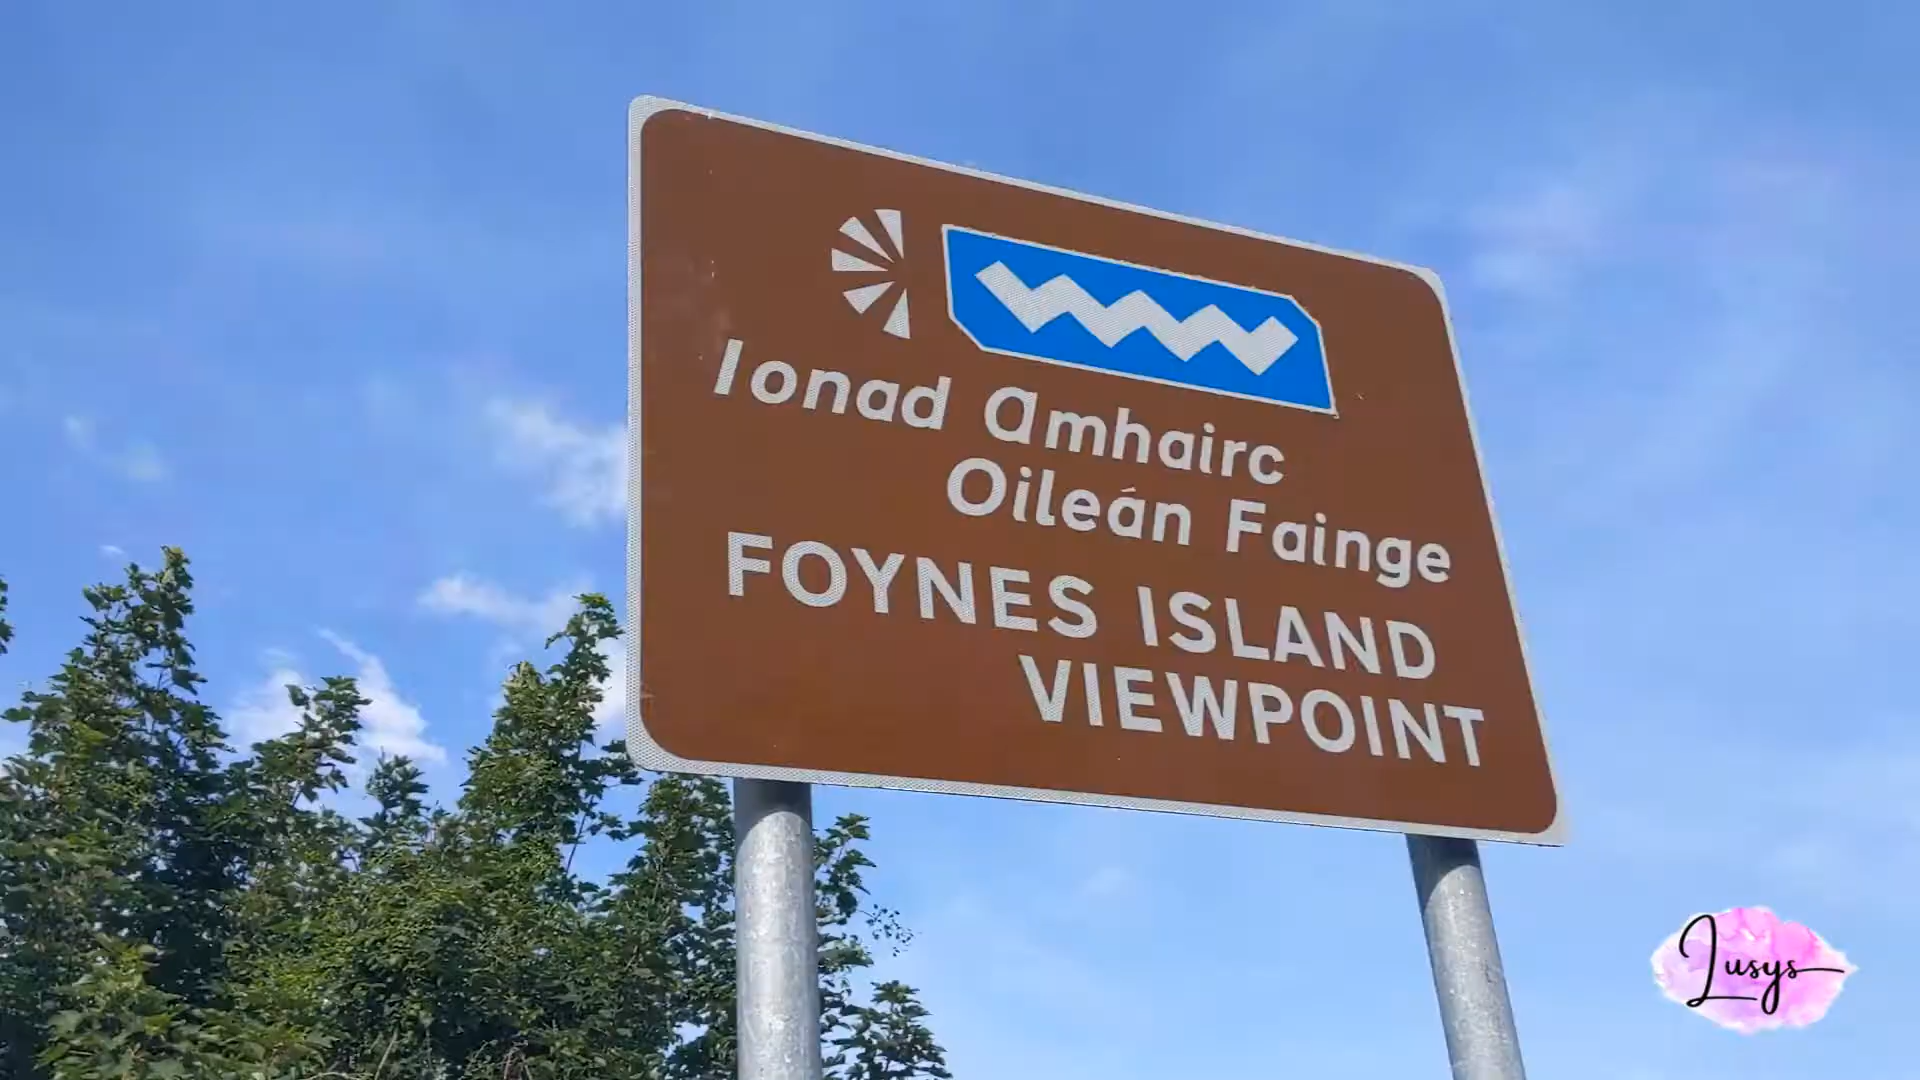 Ionad Amhairc
Oileán Fainge
FOYNES ISLAND
VIEWPOINT
Lusys